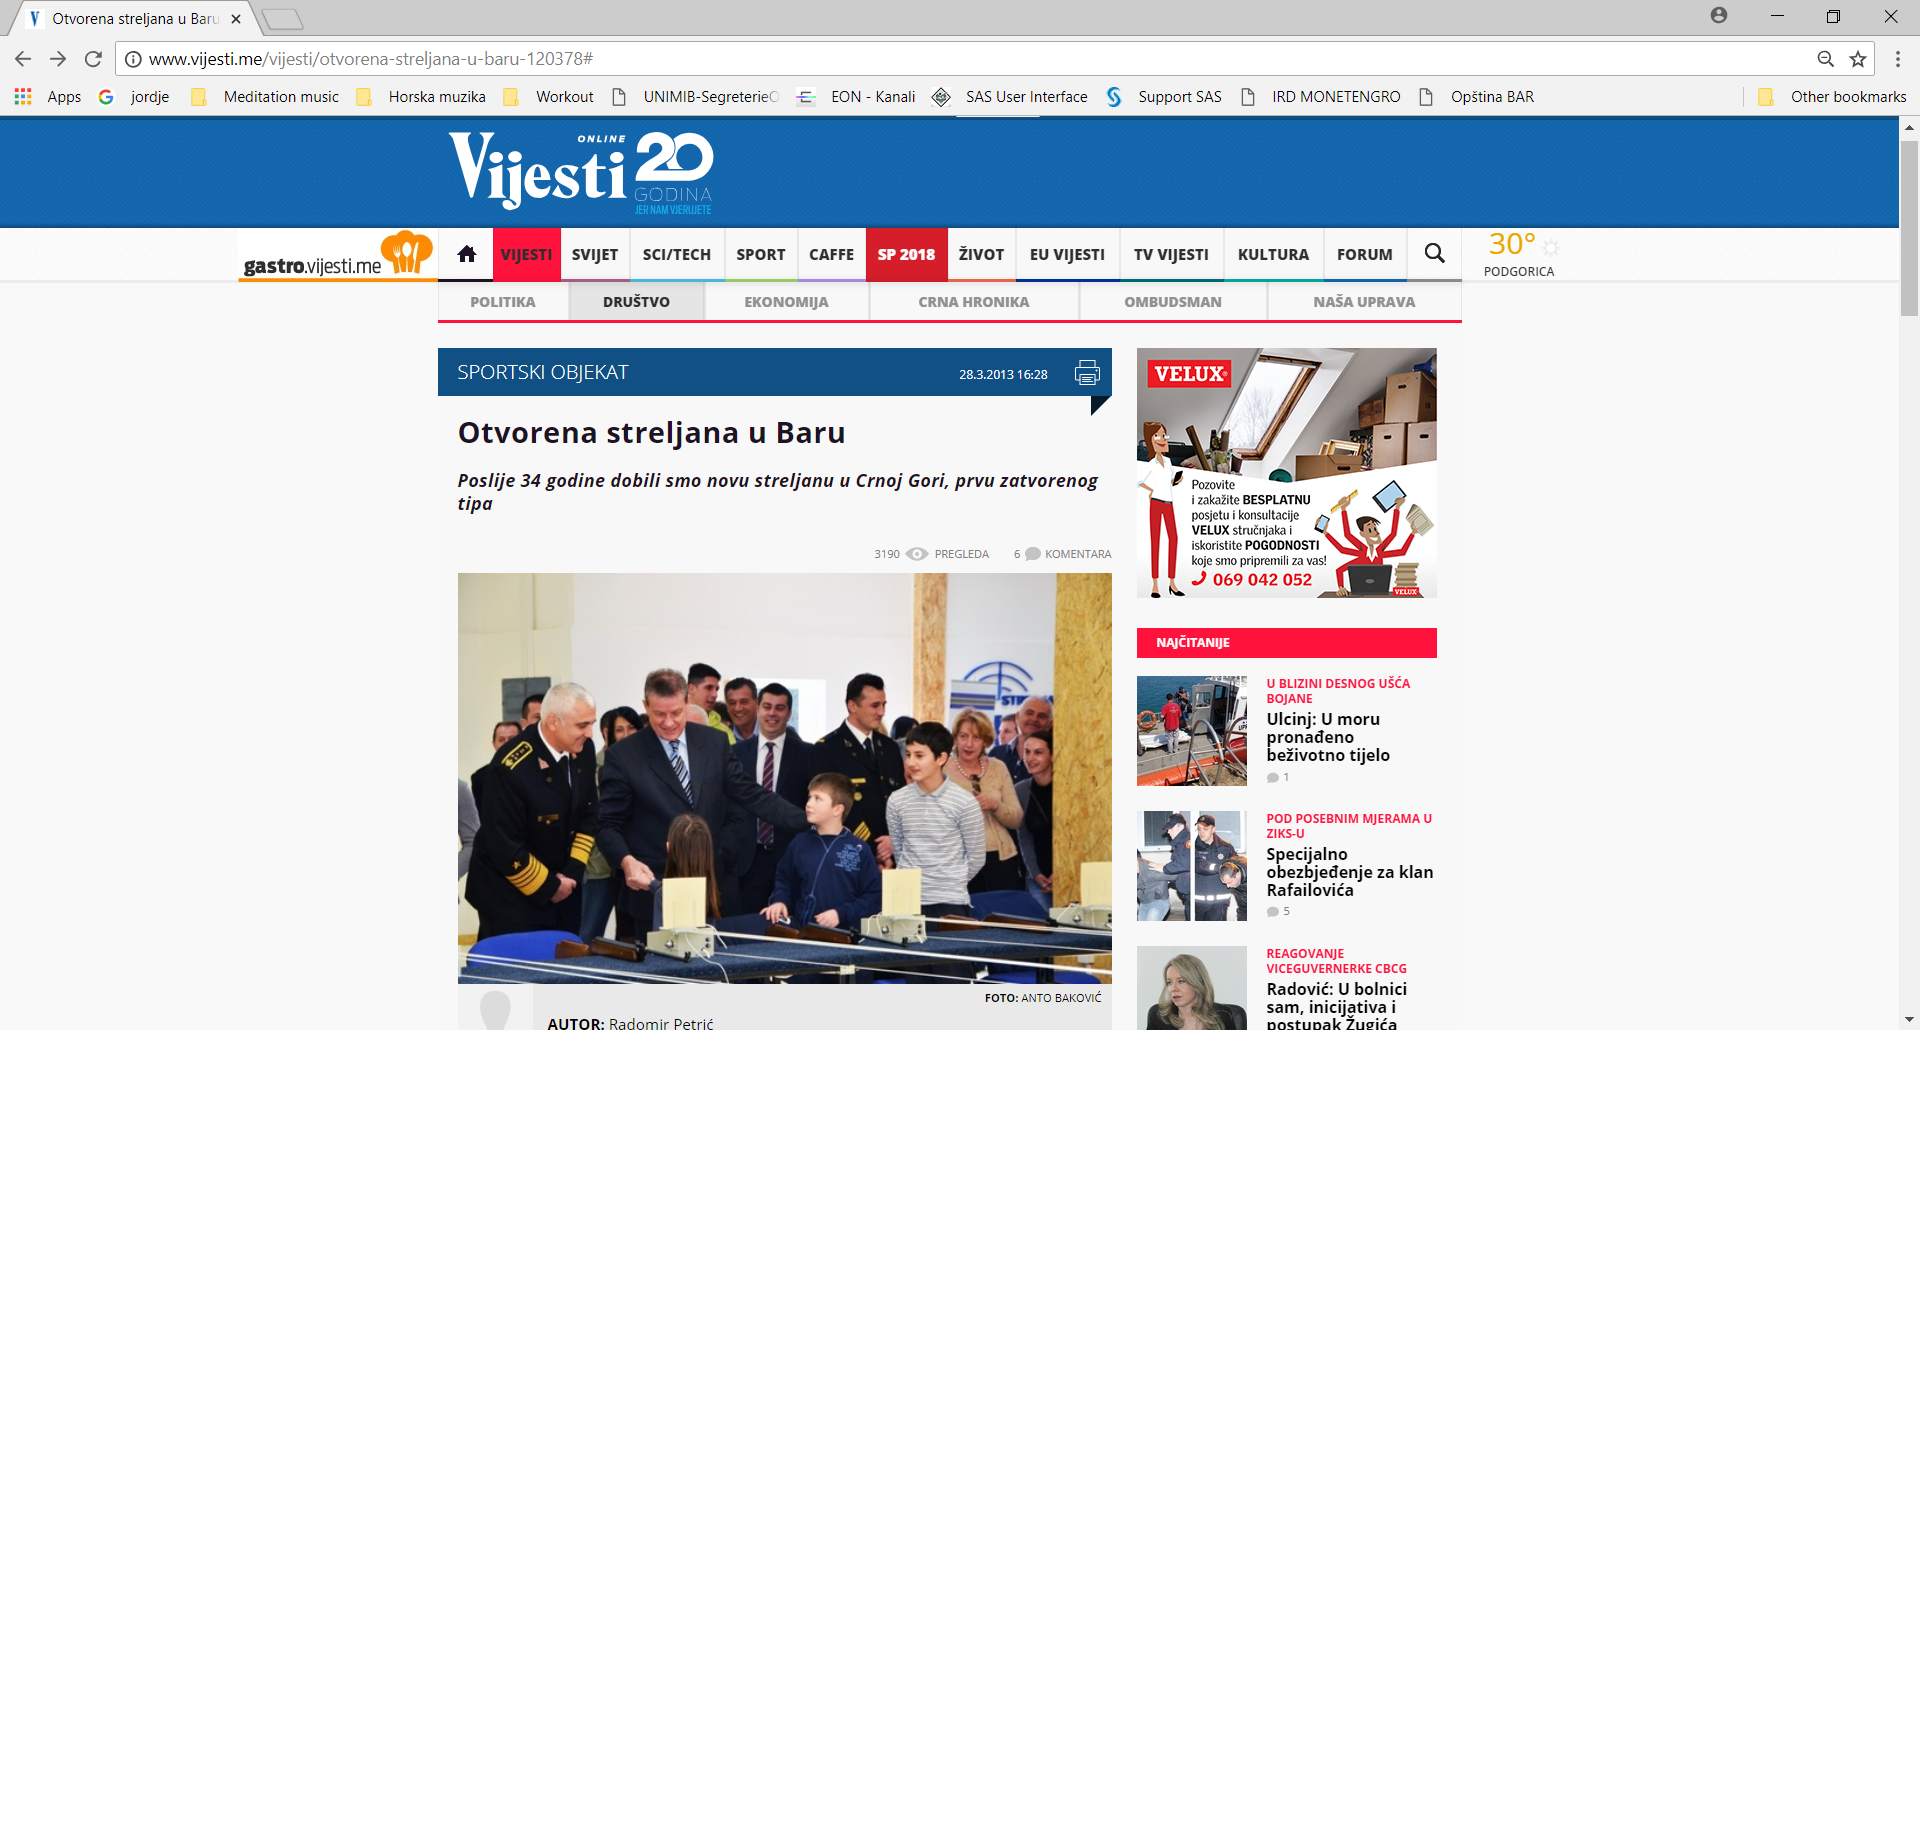 Otvorena streljana u Baru
www.vijesti.me/vijesti/otvorena-streljana-u-baru-120378#
Apps jordje Meditation music Horska muzika Workout UNIMIB-Segreterie EON - Kanali SAS User Interface Support SAS IRD MONETENGRO Opština BAR Other bookmarks
ONLINE
Vijesti 20
GODINA
JER NAM VJERUJETE
gastro.vijesti.me
VIJESTI SVIJET SCI/TECH SPORT CAFFE SP 2018 ŽIVOT EU VIJESTI TV VIJESTI KULTURA FORUM
30°
PODGORICA
POLITIKA DRUŠTVO EKONOMIJA CRNA HRONIKA OMBUDSMAN NAŠA UPRAVA
SPORTSKI OBJEKAT 28.3.2013 16:28
Otvorena streljana u Baru
Poslije 34 godine dobili smo novu streljanu u Crnoj Gori, prvu zatvorenog
tipa
3190 PREGLEDA 6 KOMENTARA
FOTO: ANTO BAKOVIĆ
AUTOR: Radomir Petrić
VELUX
Pozovite
i zakažite BESPLATNU
posjetu i konsultacije
VELUX stručnjaka i
iskoristite POGODNOSTI
koje smo pripremili za vas!
069 042 052
VELUX
NAJČITANIJE
U BLIZINI DESNOG UŠĆA
BOJANE
Ulcinj: U moru
pronađeno
beživotno tijelo
1
POD POSEBNIM MJERAMA U
ZIKS-U
Specijalno
obezbjeđenje za klan
Rafailovića
5
REAGOVANJE
VICEGUVERNERKE CBCG
Radović: U bolnici
sam, inicijativa i
postupak Žugića